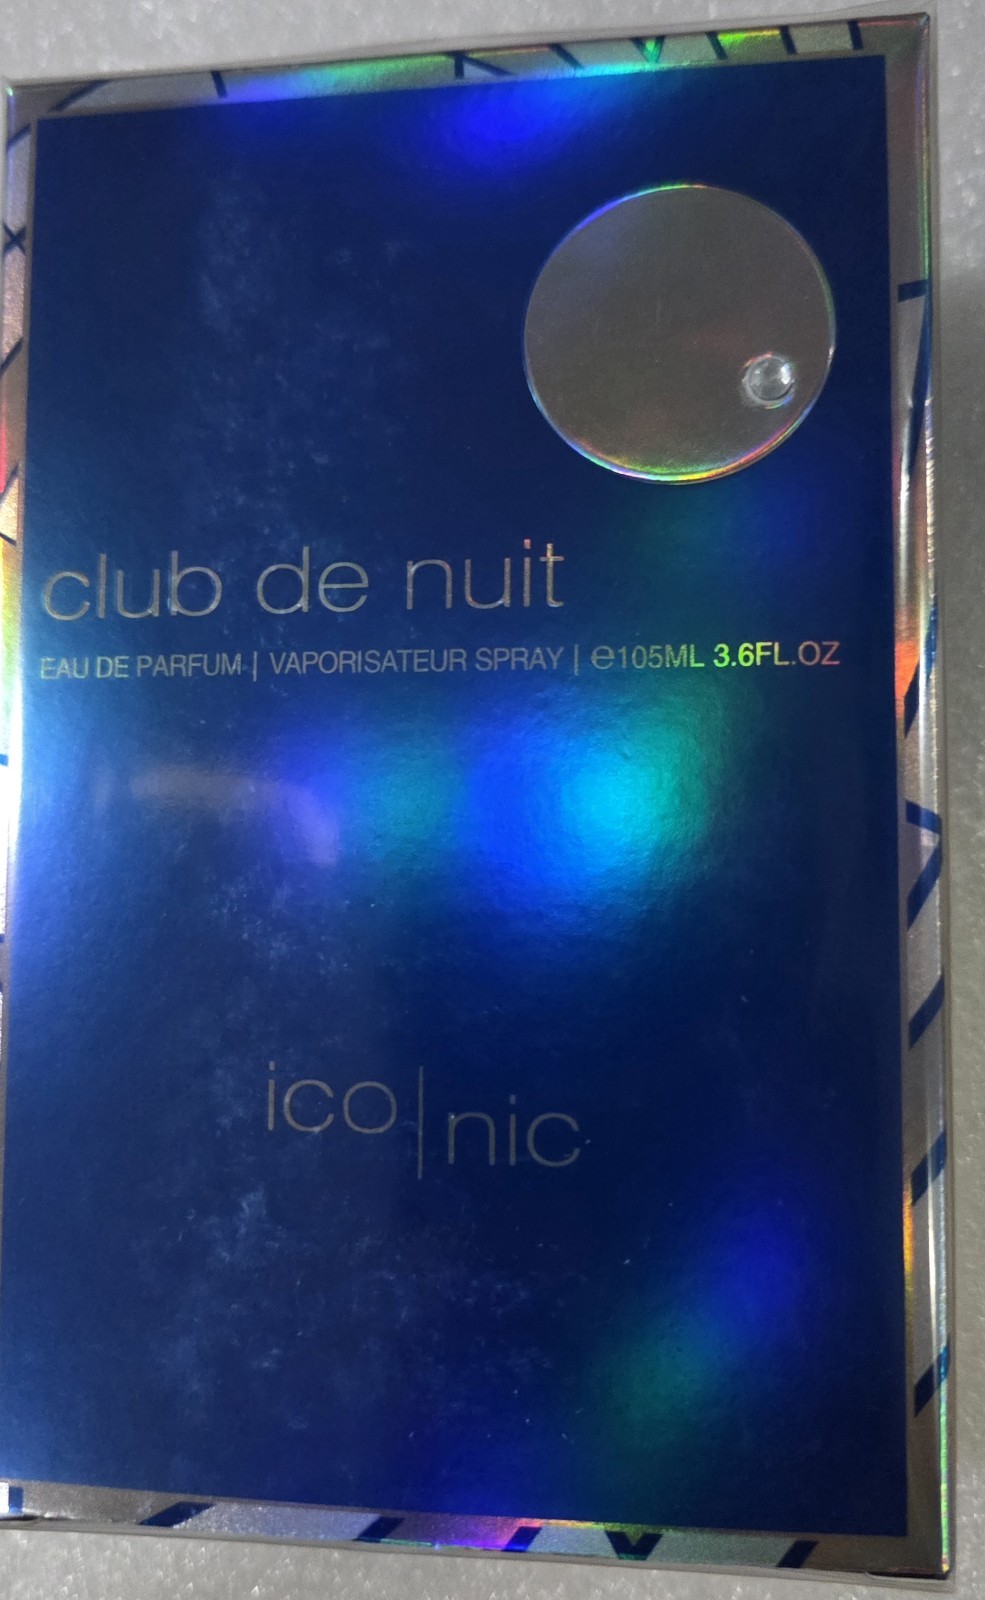 club de nuit
EAU DE PARFUM | VAPORISATEUR SPRAY | ℮105ML 3.6FL.OZ
ico|nic